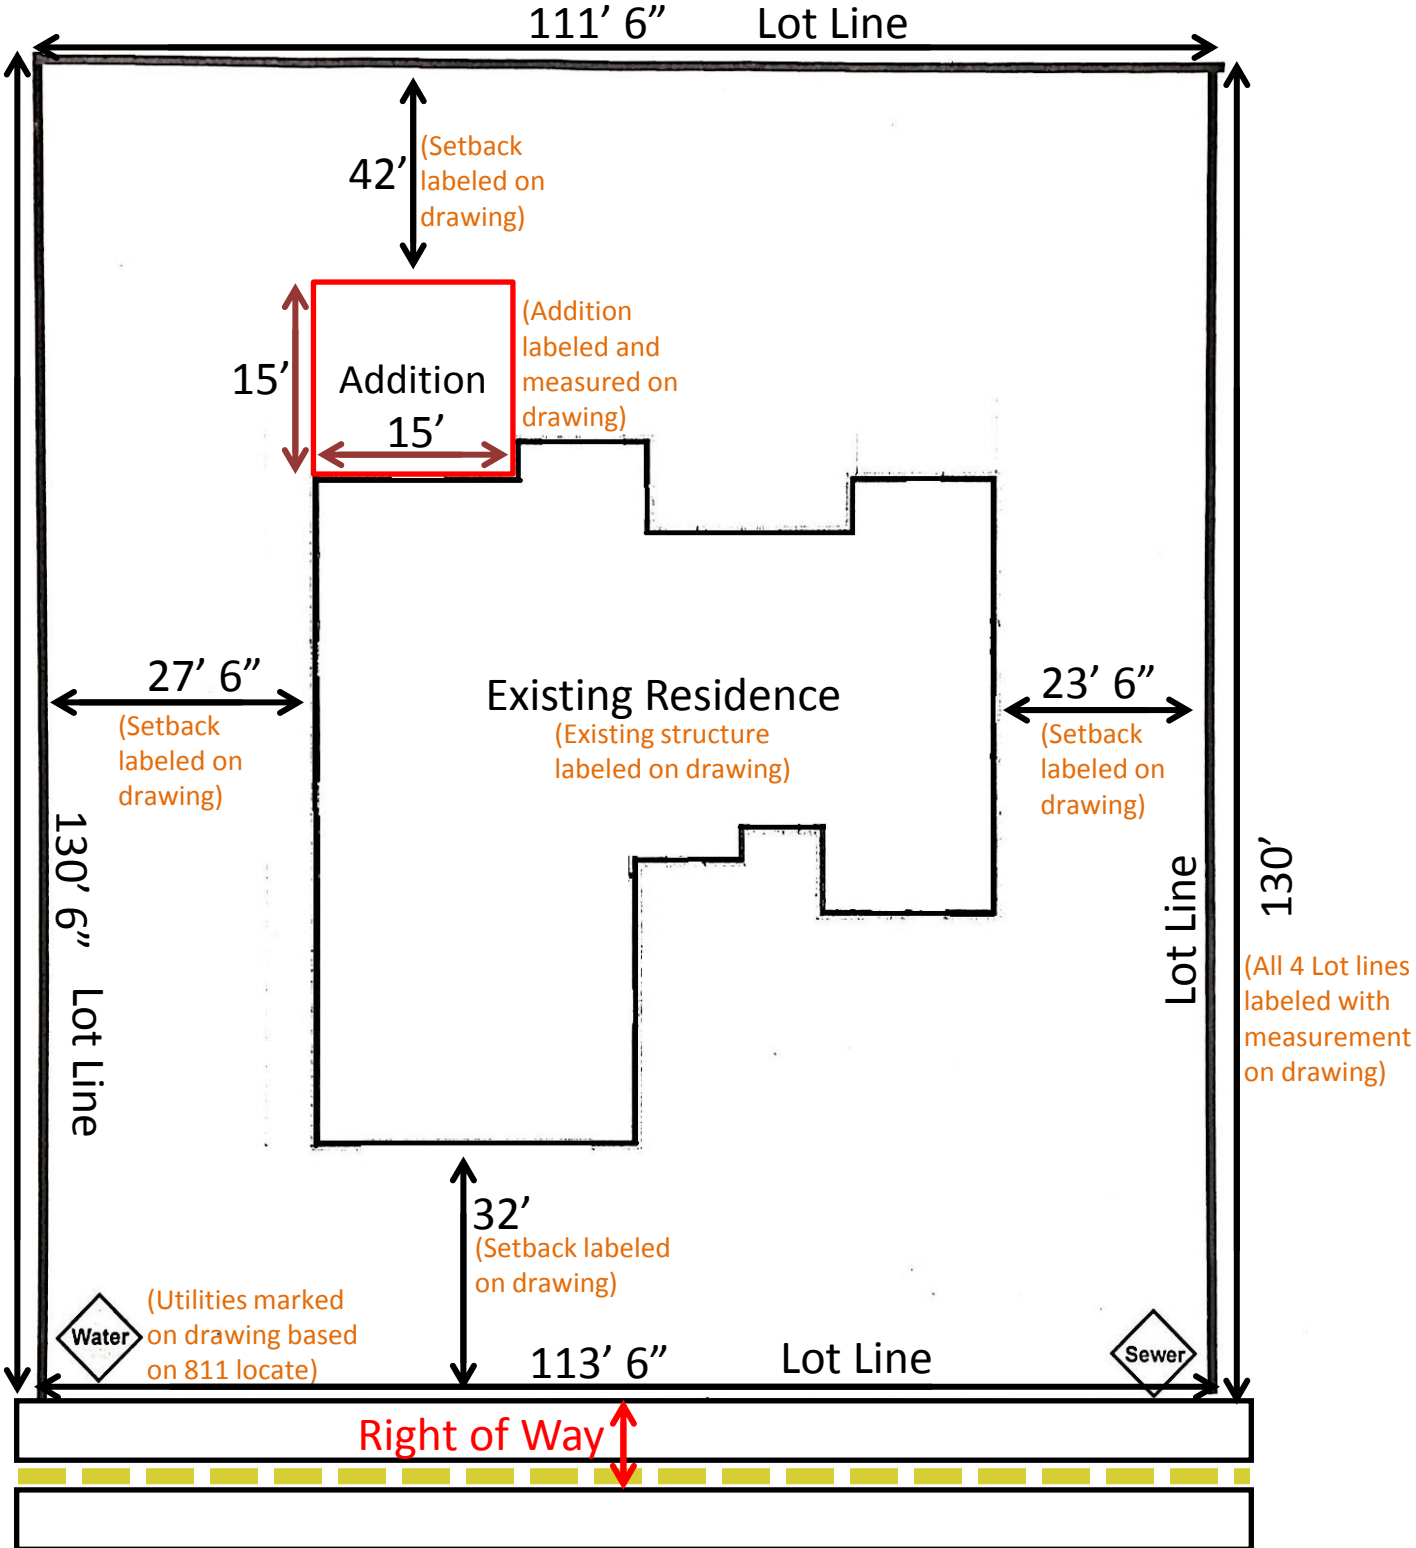 111’ 6” Lot Line
42’
(Setback
labeled on
drawing)
(Addition
labeled and
measured on
drawing)
15’
Addition
15’
27’ 6”
(Setback
labeled on
drawing)
Existing Residence
(Existing structure
labeled on drawing)
23’ 6”
(Setback
labeled on
drawing)
130’ 6” Lot Line
Lot Line
130’
(All 4 Lot lines
labeled with
measurement
on drawing)
32’
(Setback labeled
on drawing)
Water
(Utilities marked
on drawing based
on 811 locate)
113’ 6” Lot Line
Sewer
Right of Way